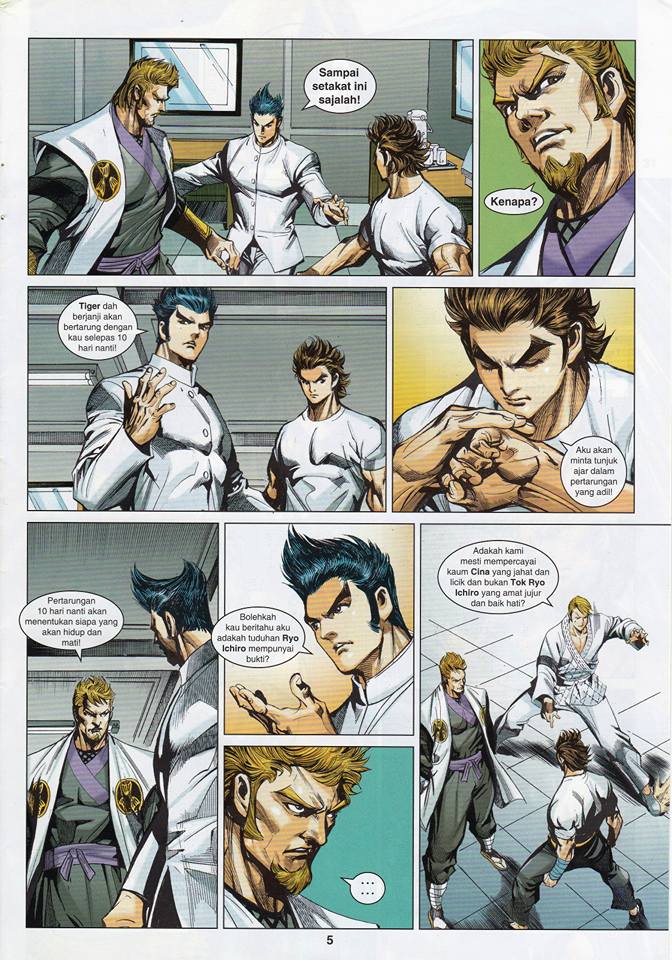 Sampai
setakat ini
sajalah!
Kenapa?
Tiger dah
berjanji akan
bertarung dengan
kau selepas 10
hari nanti!
Aku akan
minta tunjuk
ajar dalam
pertarungan
yang adil!
Pertarungan
10 hari nanti akan
menentukan siapa yang
akan hidup dan
mati!
Bolehkah
kau beritahu aku
adakah tuduhan Ryo
Ichiro mempunyai
bukti?
...
...
Adakah kami
mesti mempercayai
kaum Cina yang jahat dan
licik dan bukan Tok Ryo
Ichiro yang amat jujur
dan baik hati?
5